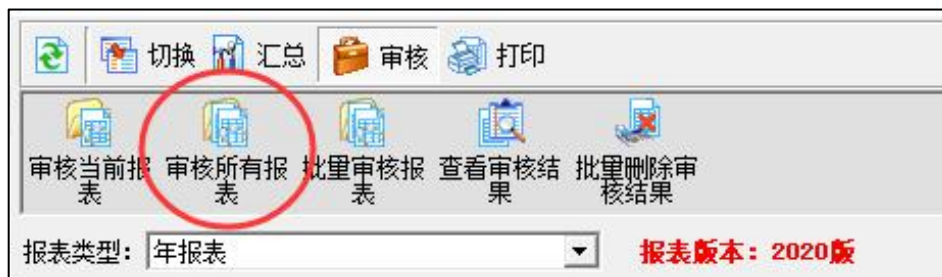 切换 汇总 审核 打印
审核当前报表 审核所有报表 批里审核报表 查看审核结果 批里删除审核结果
报表类型: 年报表 报表版本: 2020版